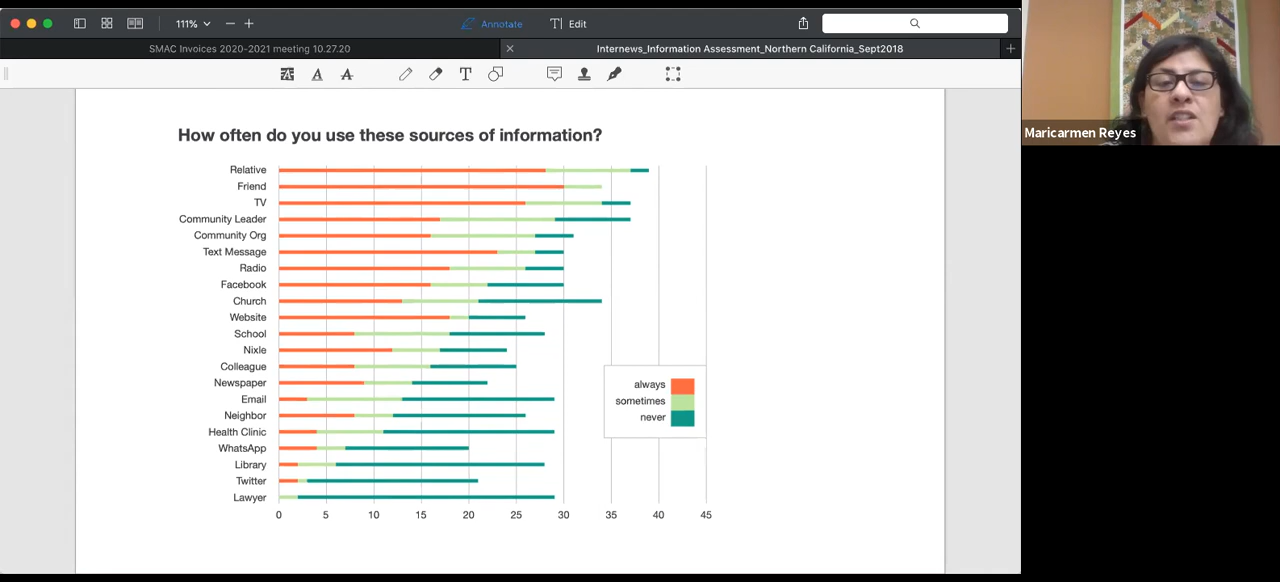 111%
Annotate
Edit
SMAC Invoices 2020-2021 meeting 10.27.20
Internews_Information Assessment_Northern California_Sept2018
How often do you use these sources of information?
Relative
Friend
TV
Community Leader
Community Org
Text Message
Radio
Facebook
Church
Website
School
Nixle
Colleague
Newspaper
Email
Neighbor
Health Clinic
WhatsApp
Library
Twitter
Lawyer
0 5 10 15 20 25 30 35 40 45
always
sometimes
never
Maricarmen Reyes